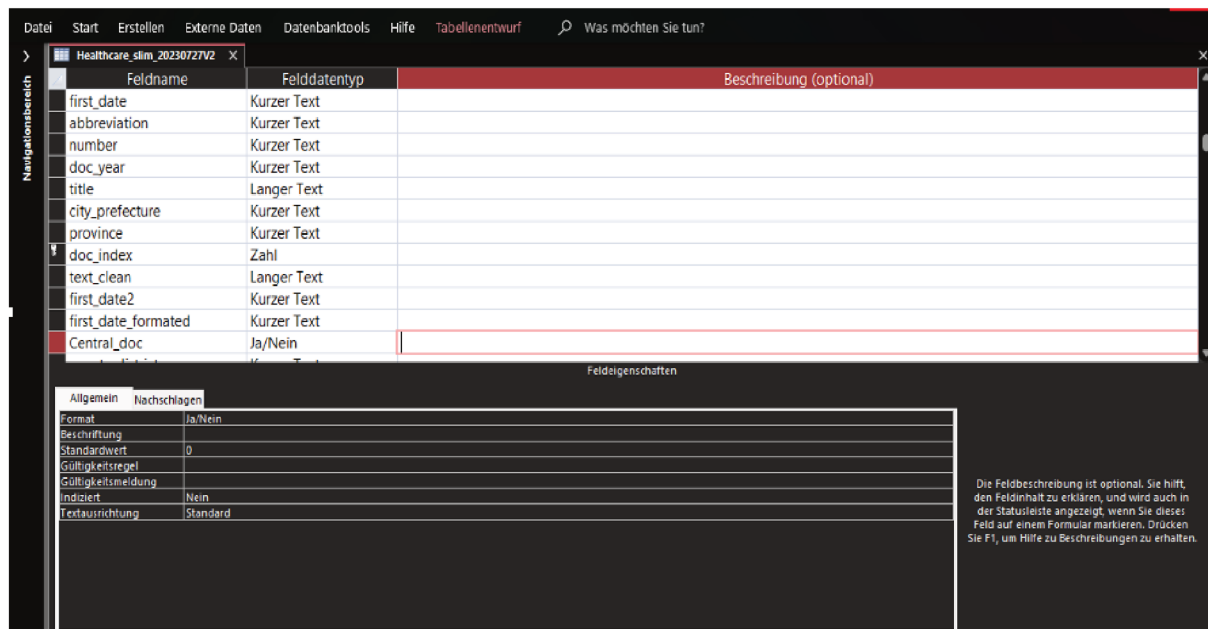 Datei Start Erstellen Externe Daten Datenbanktools Hilfe Tabellenentwurf Was möchten Sie tun?
Healthcare_slim_20230727V2 X
Navigationsbereich
Feldname Felddatentyp Beschreibung (optional)
first_date Kurzer Text
abbreviation Kurzer Text
number Kurzer Text
doc_year Kurzer Text
title Langer Text
city_prefecture Kurzer Text
province Kurzer Text
doc_index Zahl
text_clean Langer Text
first_date2 Kurzer Text
first_date_formated Kurzer Text
Central_doc Ja/Nein
Feldeigenschaften
Allgemein Nachschlagen
Format Ja/Nein
Beschriftung
Standardwert 0
Gültigkeitsregel
Gültigkeitsmeldung
Indiziert Nein
Textausrichtung Standard
Die Feldbeschreibung ist optional. Sie hilft,
den Feldinhalt zu erklären, und wird auch in
der Statusleiste angezeigt, wenn Sie dieses
Feld auf einem Formular markieren. Drücken
Sie F1, um Hilfe zu Beschreibungen zu erhalten.